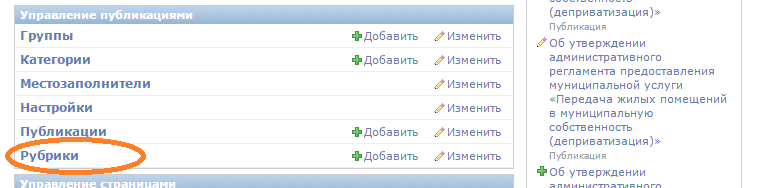 Управление публикациями
Группы Добавить Изменить
Категории Добавить Изменить
Местозаполнители Изменить
Настройки Изменить
Публикации Добавить Изменить
Рубрики Добавить Изменить
Управление страницами
собственность
(деприватизация)»
Публикация
Об утверждении
административного
регламента предоставления
муниципальной услуги
«Передача жилых помещений
в муниципальную
собственность
(деприватизация)»
Публикация
Об утверждении
административного